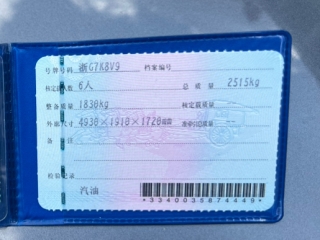 号牌号码 浙G7K8V9 档案编号
核定载人数 6人 总质量 2515kg
整备质量 1830kg 核定载质量
外廓尺寸 4938×1918×1728mm 准牵引总质量
备 注
检验记录
汽油
*3340035874449*